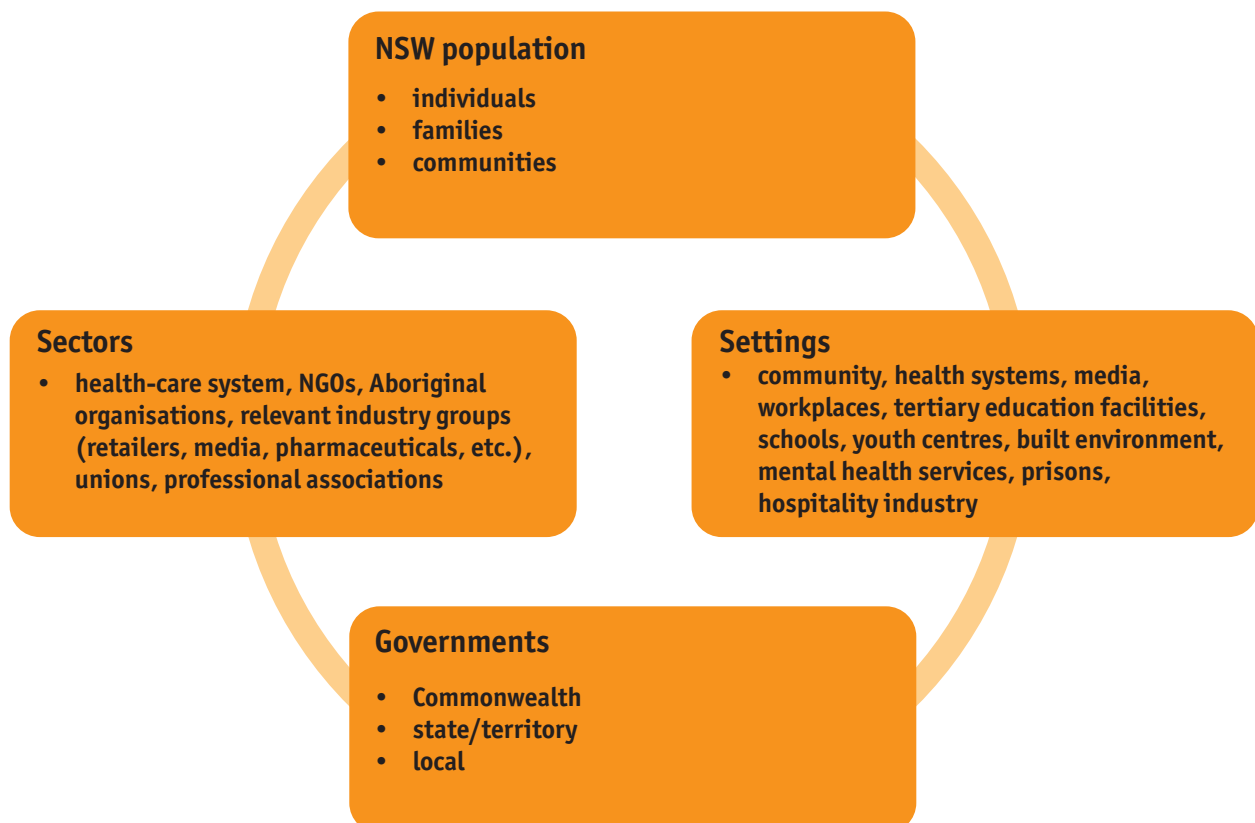 NSW population
• individuals
• families
• communities
Sectors
• health-care system, NGOs, Aboriginal
organisations, relevant industry groups
(retailers, media, pharmaceuticals, etc.),
unions, professional associations
Settings
• community, health systems, media,
workplaces, tertiary education facilities,
schools, youth centres, built environment,
mental health services, prisons,
hospitality industry
Governments
• Commonwealth
• state/territory
• local